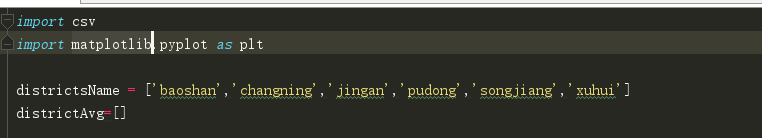 import csv
import matplotlib.pyplot as plt
districtsName = ['baoshan','changning','jingan','pudong','songjiang','xuhui']
districtAvg=[]